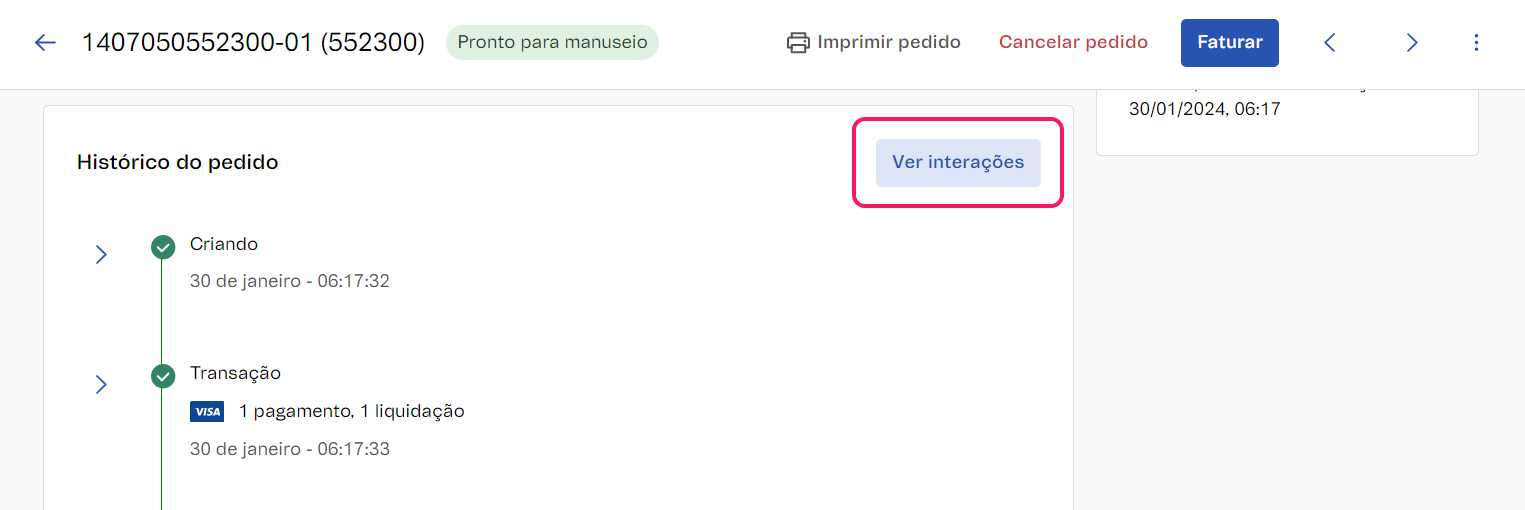 1407050552300-01 (552300) Pronto para manuseio Imprimir pedido Cancelar pedido Faturar
30/01/2024, 06:17
Histórico do pedido Ver interações
Criando
30 de janeiro - 06:17:32
Transação
VISA 1 pagamento, 1 liquidação
30 de janeiro - 06:17:33